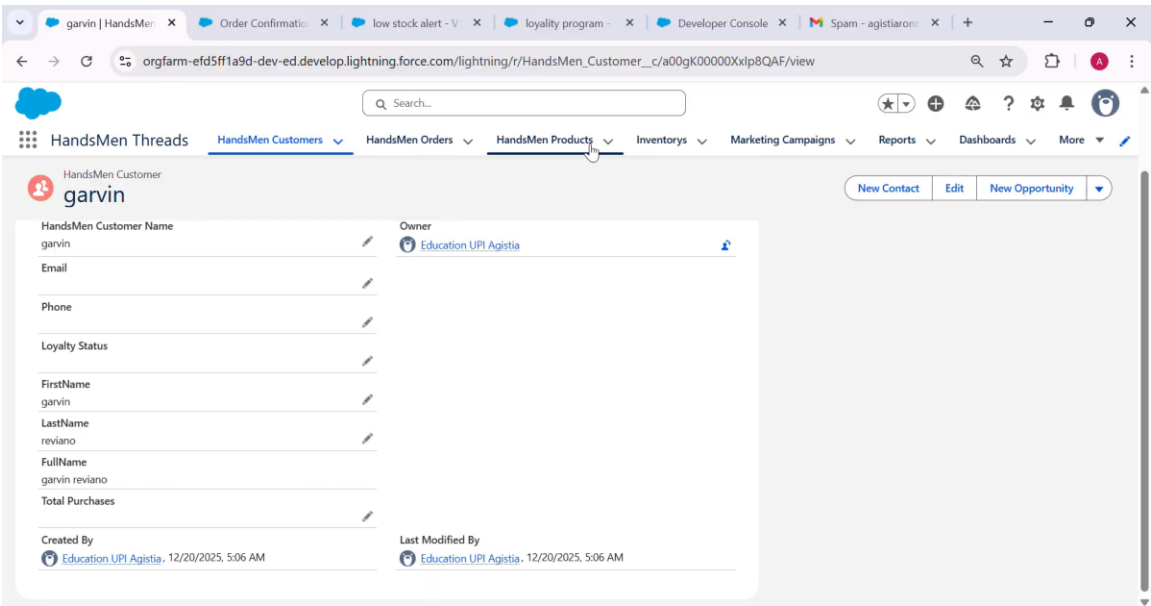 garvin | HandsMen
Order Confirmatio
low stock alert - V
loyality program -
Developer Console
Spam - agistiaronr
orgfarm-efd5ff1a9d-dev-ed.develop.lightning.force.com/lightning/r/HandsMen_Customer__c/a00gK00000XxIp8QAF/view
A
Search...
HandsMen Threads
HandsMen Customers
HandsMen Orders
HandsMen Products
Inventorys
Marketing Campaigns
Reports
Dashboards
More
HandsMen Customer
garvin
New Contact
Edit
New Opportunity
HandsMen Customer Name
garvin
Owner
Education UPI Agistia
Email
Phone
Loyalty Status
FirstName
garvin
LastName
reviano
FullName
garvin reviano
Total Purchases
Created By
Education UPI Agistia, 12/20/2025, 5:06 AM
Last Modified By
Education UPI Agistia, 12/20/2025, 5:06 AM